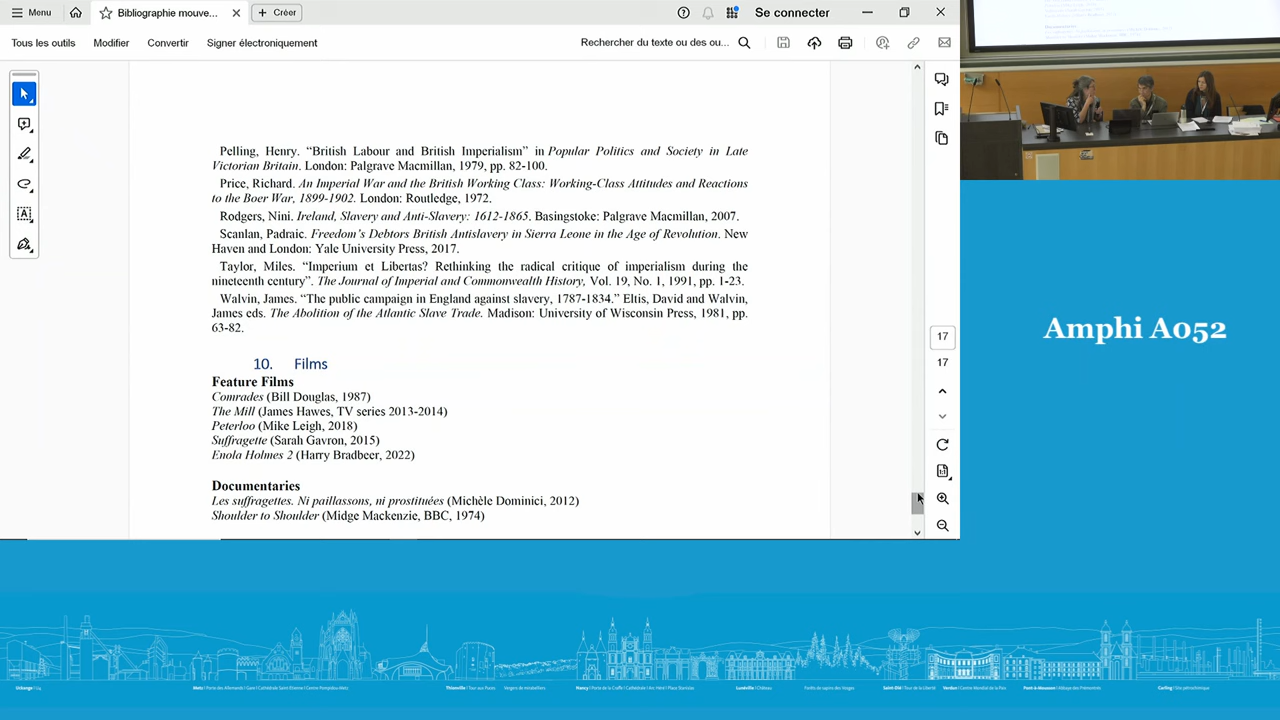 Menu
Bibliographie mouve...
Créer
Se connecter
Tous les outils
Modifier
Convertir
Signer électroniquement
Rechercher du texte ou des ou...
Pelling, Henry. “British Labour and British Imperialism” in Popular Politics and Society in Late
Victorian Britain. London: Palgrave Macmillan, 1979, pp. 82-100.
Price, Richard. An Imperial War and the British Working Class: Working-Class Attitudes and Reactions
to the Boer War, 1899-1902. London: Routledge, 1972.
Rodgers, Nini. Ireland, Slavery and Anti-Slavery: 1612-1865. Basingstoke: Palgrave Macmillan, 2007.
Scanlan, Padraic. Freedom’s Debtors British Antislavery in Sierra Leone in the Age of Revolution. New
Haven and London: Yale University Press, 2017.
Taylor, Miles. “Imperium et Libertas? Rethinking the radical critique of imperialism during the
nineteenth century”. The Journal of Imperial and Commonwealth History, Vol. 19, No. 1, 1991, pp. 1-23.
Walvin, James. “The public campaign in England against slavery, 1787-1834.” Eltis, David and Walvin,
James eds. The Abolition of the Atlantic Slave Trade. Madison: University of Wisconsin Press, 1981, pp.
63-82.
10. Films
Feature Films
Comrades (Bill Douglas, 1987)
The Mill (James Hawes, TV series 2013-2014)
Peterloo (Mike Leigh, 2018)
Suffragette (Sarah Gavron, 2015)
Enola Holmes 2 (Harry Bradbeer, 2022)
Documentaries
Les suffragettes. Ni paillassons, ni prostituées (Michèle Dominici, 2012)
Shoulder to Shoulder (Midge Mackenzie, BBC, 1974)
17
17
Amphi A052